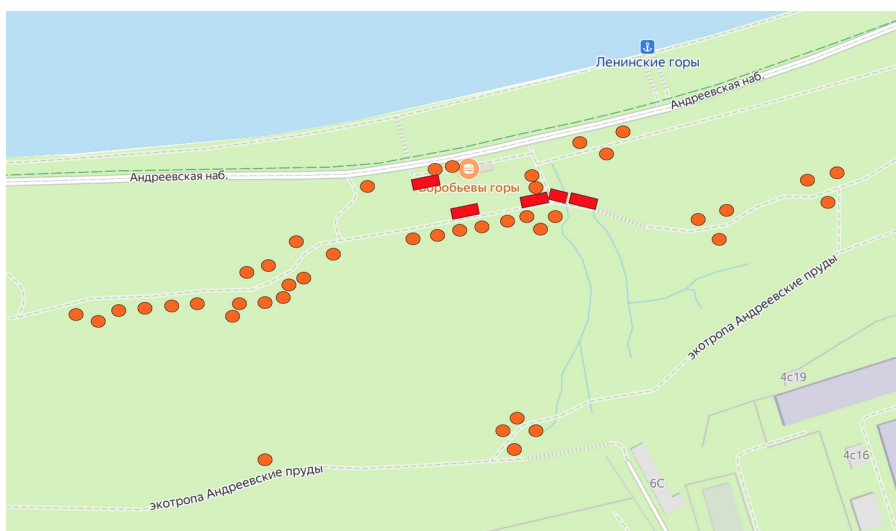 Ленинские горы
Андреевская наб.
Андреевская наб.
Воробьевы горы
экотропа Андреевские пруды
4с19
4с16
6С
экотропа Андреевские пруды